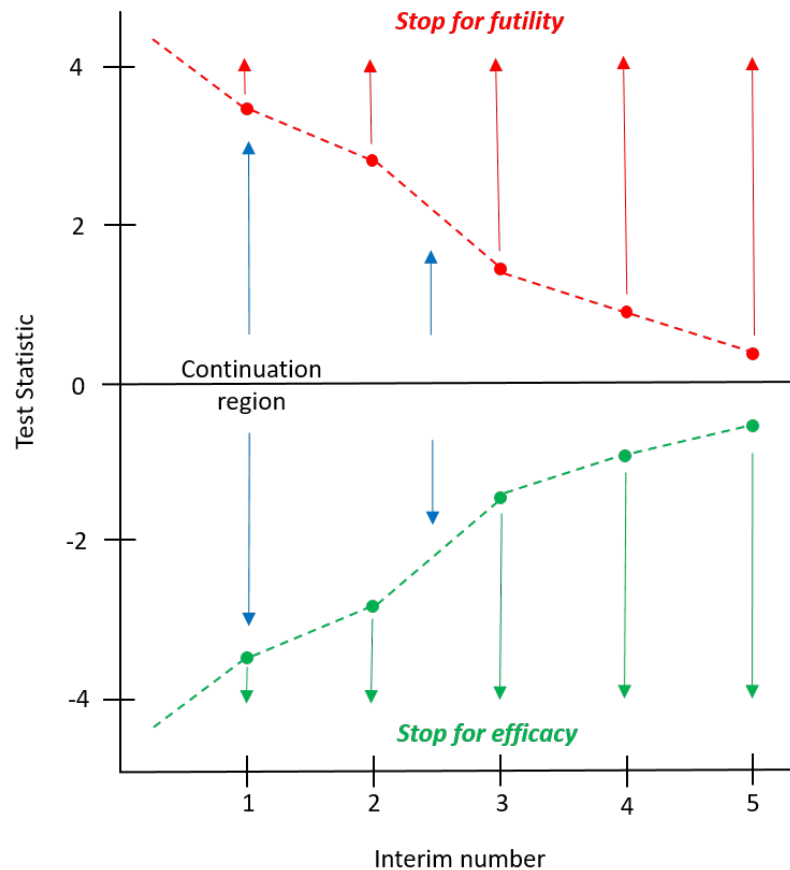 Stop for futility
4
2
Continuation
region
0
Test Statistic
-2
-4
Stop for efficacy
1 2 3 4 5
Interim number